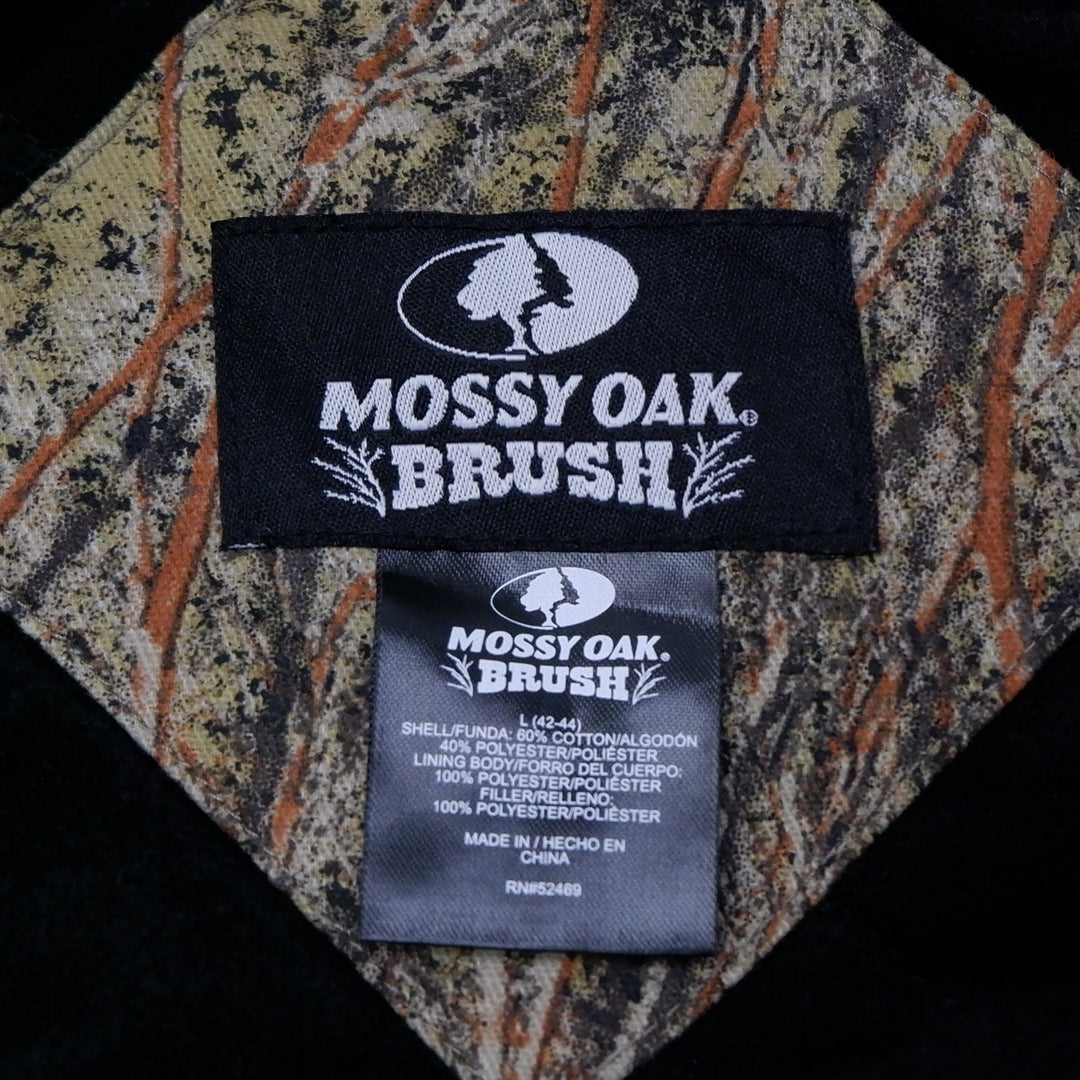 MOSSY OAK®
BRUSH
MOSSY OAK®
BRUSH
L (42-44)
SHELL/FUNDA: 60% COTTON/ALGODÓN
40% POLYESTER/POLIÉSTER
LINING BODY/FORRO DEL CUERPO:
100% POLYESTER/POLIÉSTER
FILLER/RELLENO:
100% POLYESTER/POLIÉSTER
MADE IN / HECHO EN
CHINA
RN#52469